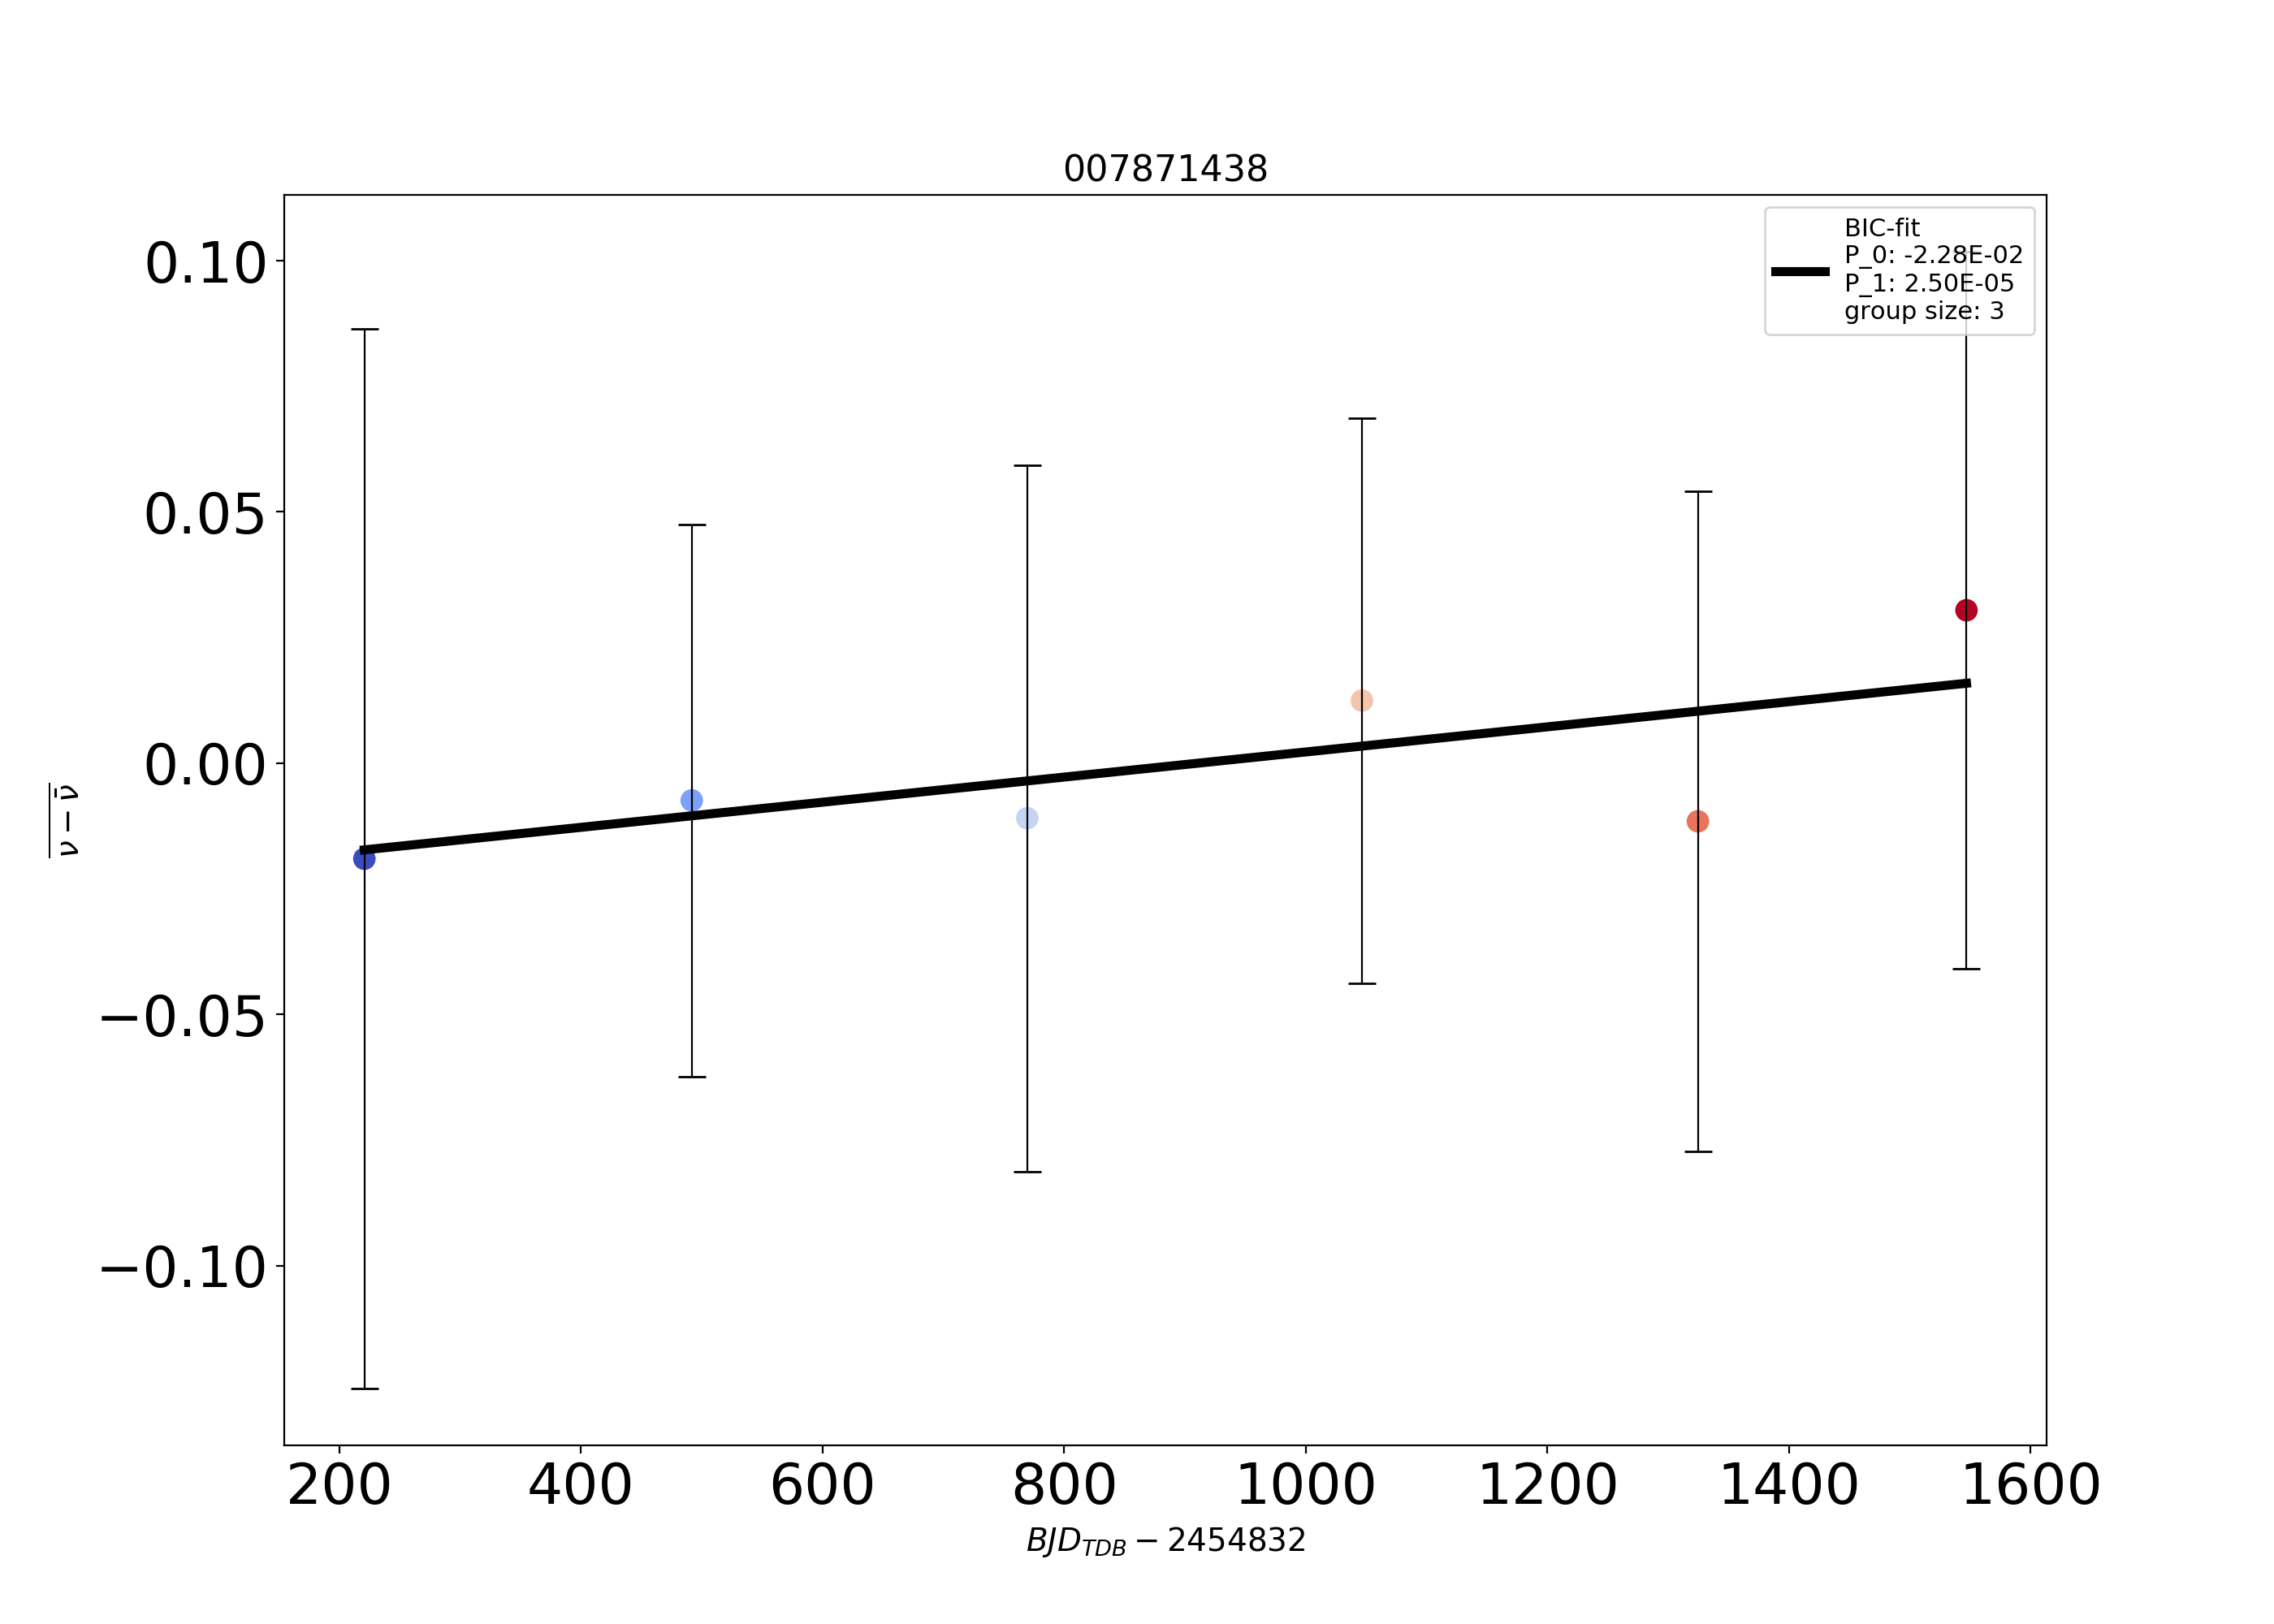 007871438
BIC-fit
P_0: -2.28E-02
P_1: 2.50E-05
group size: 3
0.10
0.05
0.00
−0.05
−0.10
ν − ν̄
200 400 600 800 1000 1200 1400 1600
BJD_TDB − 2454832